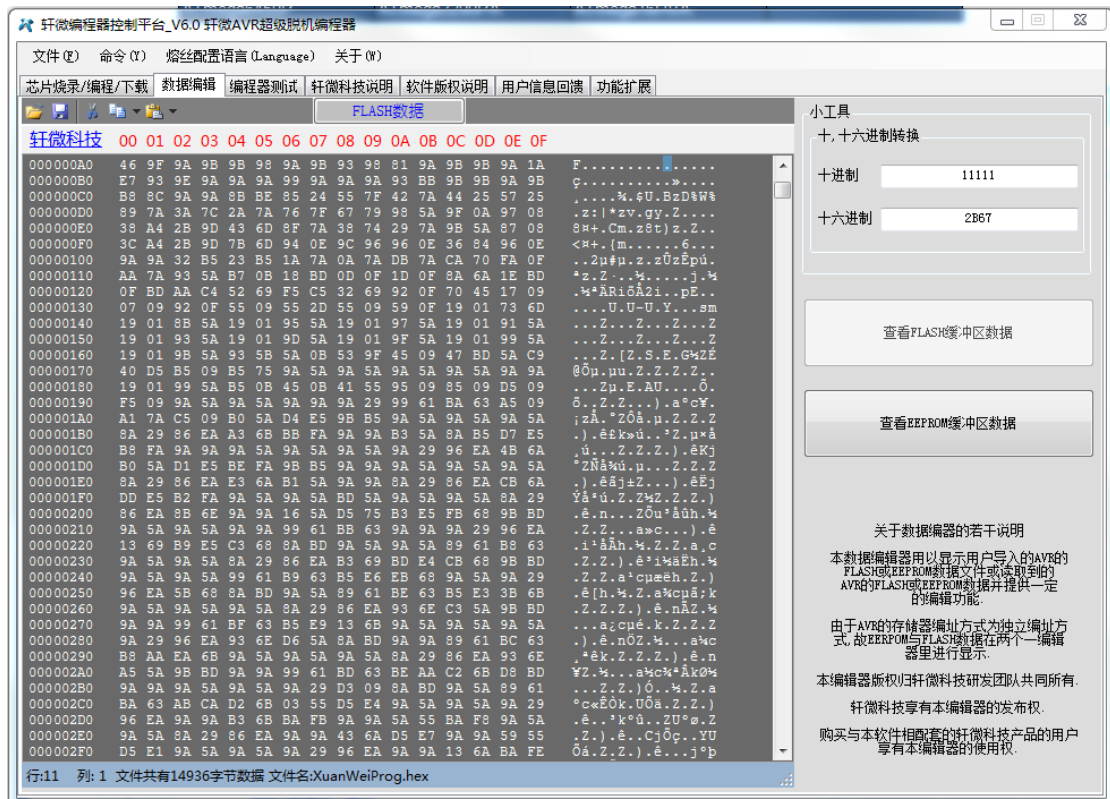 轩微编程器控制平台_V6.0 轩微AVR超级脱机编程器
文件(F) 命令(Y) 熔丝配置语言(Language) 关于(W)
芯片烧录/编程/下载 数据编辑 编程器测试 轩微科技说明 软件版权说明 用户信息回馈 功能扩展
FLASH数据
轩微科技 00 01 02 03 04 05 06 07 08 09 0A 0B 0C 0D 0E 0F
000000A0 46 9F 9A 9B 9B 98 9A 9B 93 98 81 9A 9B 9B 9A 1A
000000B0 E7 93 9E 9A 9A 9A 99 9A 9A 9A 93 BB 9B 9B 9A 9B
000000C0 B8 8C 9A 9A 8B BE 85 24 55 7F 42 7A 44 25 57 25
000000D0 89 7A 3A 7C 2A 7A 76 7F 67 79 98 5A 9F 0A 97 08
000000E0 38 A4 2B 9D 43 6D 8F 7A 38 74 29 7A 9B 5A 87 08
000000F0 3C A4 2B 9D 7B 6D 94 0E 9C 96 96 0E 36 84 96 0E
00000100 9A 9A 32 B5 23 B5 1A 7A 0A 7A DB 7A CA 70 FA 0F
00000110 AA 7A 93 5A B7 0B 18 BD 0D 0F 1D 0F 8A 6A 1E BD
00000120 0F BD AA C4 52 69 F5 C5 32 69 92 0F 70 45 17 09
00000130 07 09 92 0F 55 09 55 2D 55 09 59 0F 19 01 73 6D
00000140 19 01 8B 5A 19 01 95 5A 19 01 97 5A 19 01 91 5A
00000150 19 01 93 5A 19 01 9D 5A 19 01 9F 5A 19 01 99 5A
00000160 19 01 9B 5A 93 5B 5A 0B 53 9F 45 09 47 BD 5A C9
00000170 40 D5 B5 09 B5 75 9A 5A 9A 5A 9A 5A 9A 5A 9A 9A
00000180 19 01 99 5A B5 0B 45 0B 41 55 95 09 85 09 D5 09
00000190 F5 09 9A 5A 9A 5A 9A 9A 9A 29 99 61 BA 63 A5 09
000001A0 A1 7A C5 09 B0 5A D4 E5 9B B5 9A 5A 9A 5A 9A 5A
000001B0 8A 29 86 EA A3 6B BB FA 9A 9A B3 5A 8A B5 D7 E5
000001C0 B8 FA 9A 9A 9A 5A 9A 5A 9A 5A 9A 29 96 EA 4B 6A
000001D0 B0 5A D1 E5 BE FA 9B B5 9A 5A 9A 9A 9A 5A 9A 5A
000001E0 8A 29 86 EA E3 6A B1 5A 9A 9A 8A 29 86 EA CB 6A
000001F0 DD E5 B2 FA 9A 5A 9A 5A BD 5A 9A 5A 9A 5A 8A 29
00000200 86 EA 8B 6E 9A 9A 16 5A D5 75 B3 E5 FB 68 9B BD
00000210 9A 5A 9A 5A 9A 9A 99 61 BB 63 9A 9A 9A 29 96 EA
00000220 13 69 B9 E5 C3 68 8A BD 9A 5A 9A 5A 89 61 B8 63
00000230 9A 5A 9A 5A 8A 29 86 EA B3 69 BD E4 CB 68 9B BD
00000240 9A 5A 9A 5A 99 61 B9 63 B5 E6 EB 68 9A 5A 9A 29
00000250 96 EA 5B 68 8A BD 9A 5A 89 61 BE 63 B5 E3 3B 6B
00000260 9A 5A 9A 5A 9A 5A 8A 29 86 EA 93 6E C3 5A 9B BD
00000270 9A 9A 99 61 BF 63 B5 E9 13 6B 9A 5A 9A 5A 9A 5A
00000280 9A 29 96 EA 93 6E D6 5A 8A BD 9A 9A 89 61 BC 63
00000290 B8 AA EA 6B 9A 5A 9A 5A 9A 5A 8A 29 86 EA 93 6E
000002A0 A5 5A 9B BD 9A 9A 99 61 BD 63 BE AA C2 6B D8 BD
000002B0 9A 9A 9A 5A 9A 5A 9A 29 D3 09 8A BD 9A 5A 89 61
000002C0 BA 63 AB CA D2 6B 03 55 D5 E4 9A 5A 9A 5A 9A 29
000002D0 96 EA 9A 9A B3 6B BA FB 9A 9A 5A 55 BA F8 9A 5A
000002E0 9A 5A 8A 29 86 EA 9A 9A 43 6A D5 E7 9A 9A 59 55
000002F0 D5 E1 9A 5A 9A 5A 9A 29 96 EA 9A 9A 13 6A BA FE
行:11 列: 1 文件共有14936字节数据 文件名:XuanWeiProg.hex
小工具
十,十六进制转换
十进制 11111
十六进制 2B67
查看FLASH缓冲区数据
查看EEPROM缓冲区数据
关于数据编器的若干说明
本数据编辑器用以显示用户导入的AVR的
FLASH或EEPROM数据文件或读取到的
AVR的FLASH或EEPROM数据并提供一定
的编辑功能.
由于AVR的存储器编址方式为独立编址方
式,故EERPOM与FLASH数据在两个一编辑
器里进行显示.
本编辑器版权归轩微科技研发团队共同所有.
轩微科技享有本编辑器的发布权.
购买与本软件相配套的轩微科技产品的用户
享有本编辑器的使用权.